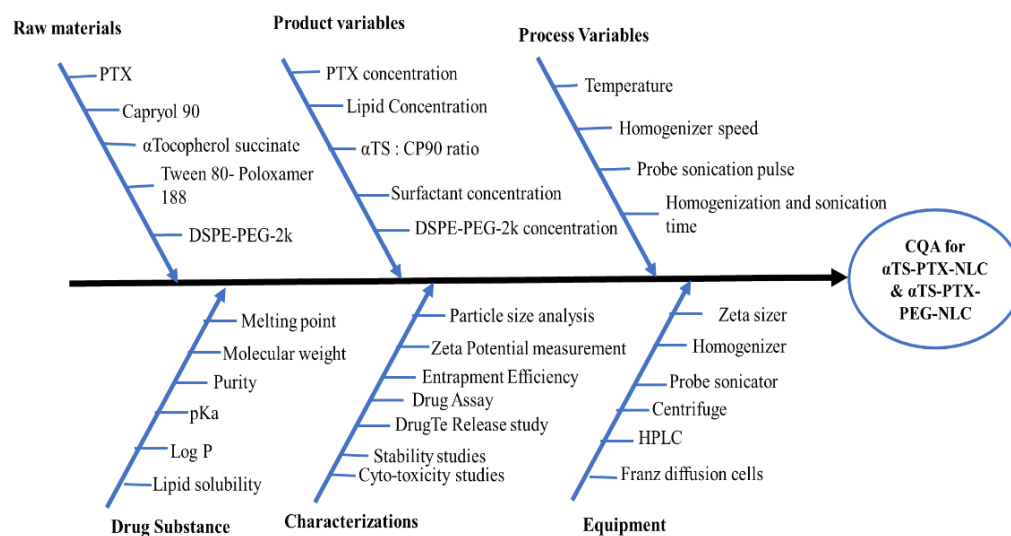 Raw materials
PTX
Capryol 90
αTocopherol succinate
Tween 80- Poloxamer
188
DSPE-PEG-2k
Product variables
PTX concentration
Lipid Concentration
αTS : CP90 ratio
Surfactant concentration
DSPE-PEG-2k concentration
Process Variables
Temperature
Homogenizer speed
Probe sonication pulse
Homogenization and sonication
time
CQA for
αTS-PTX-NLC
& αTS-PTX-
PEG-NLC
Melting point
Molecular weight
Purity
pKa
Log P
Lipid solubility
Drug Substance
Particle size analysis
Zeta Potential measurement
Entrapment Efficiency
Drug Assay
DrugTe Release study
Stability studies
Cyto-toxicity studies
Characterizations
Zeta sizer
Homogenizer
Probe sonicator
Centrifuge
HPLC
Franz diffusion cells
Equipment